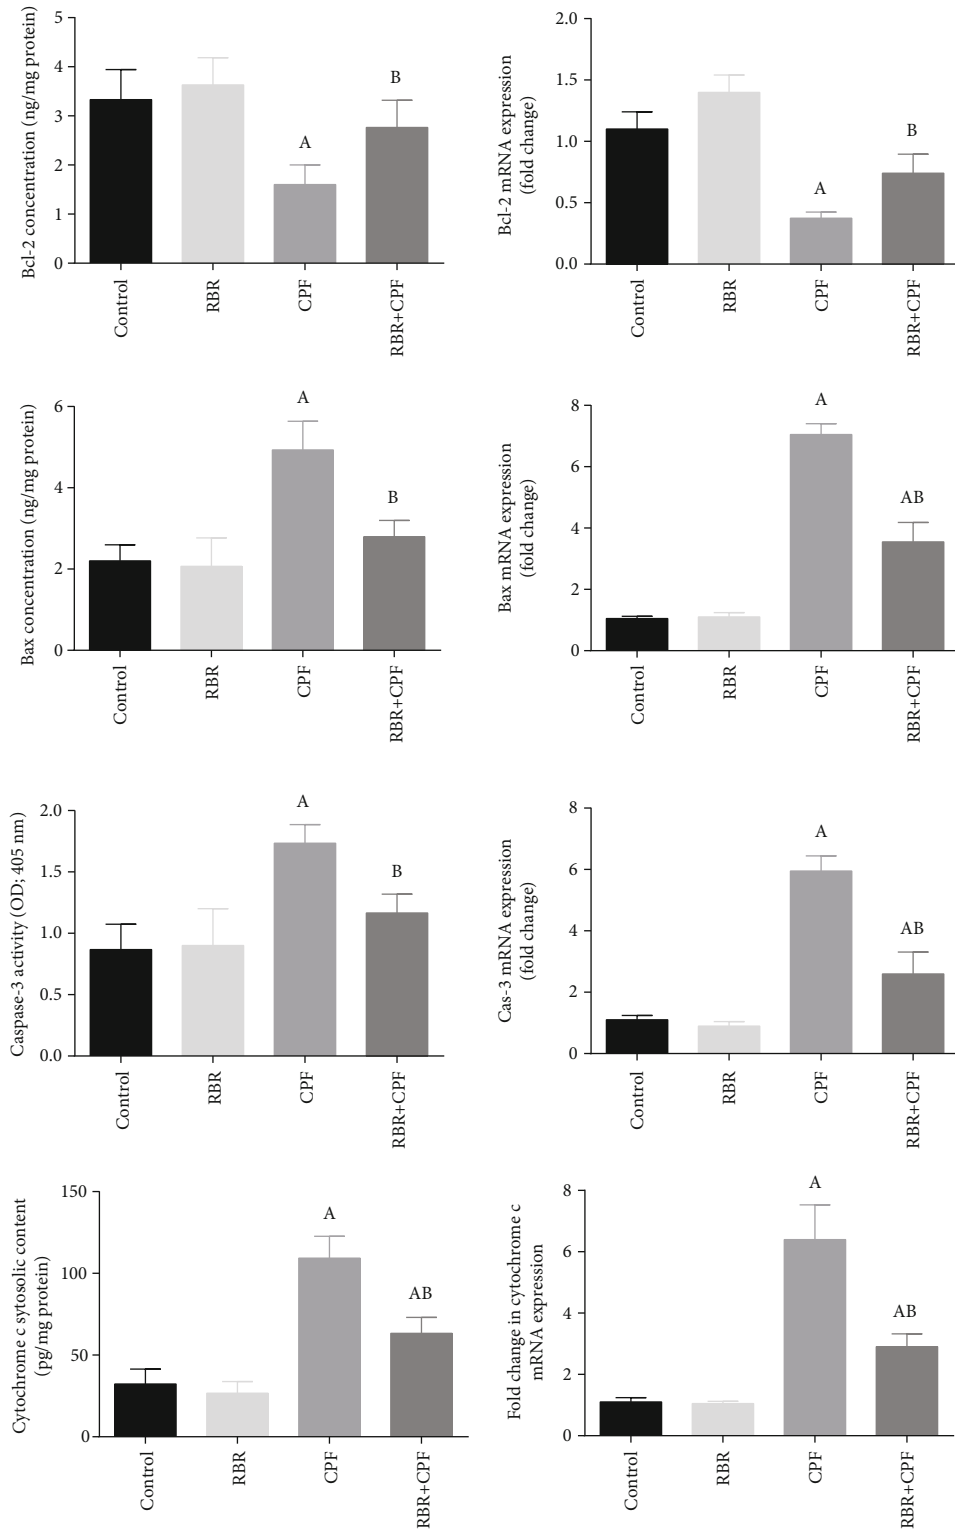 Bcl-2 concentration (ng/mg protein)
5
4
3
2
1
0
A
B
Control
RBR
CPF
RBR+CPF
Bcl-2 mRNA expression
(fold change)
2.0
1.5
1.0
0.5
0.0
A
B
Control
RBR
CPF
RBR+CPF
Bax concentration (ng/mg protein)
6
4
2
0
A
B
Control
RBR
CPF
RBR+CPF
Bax mRNA expression
(fold change)
8
6
4
2
0
A
AB
Control
RBR
CPF
RBR+CPF
Caspase-3 activity (OD; 405 nm)
2.0
1.5
1.0
0.5
0.0
A
B
Control
RBR
CPF
RBR+CPF
Cas-3 mRNA expression
(fold change)
8
6
4
2
0
A
AB
Control
RBR
CPF
RBR+CPF
Cytochrome c sytosolic content
(pg/mg protein)
150
100
50
0
A
AB
Control
RBR
CPF
RBR+CPF
Fold change in cytochrome c
mRNA expression
8
6
4
2
0
A
AB
Control
RBR
CPF
RBR+CPF